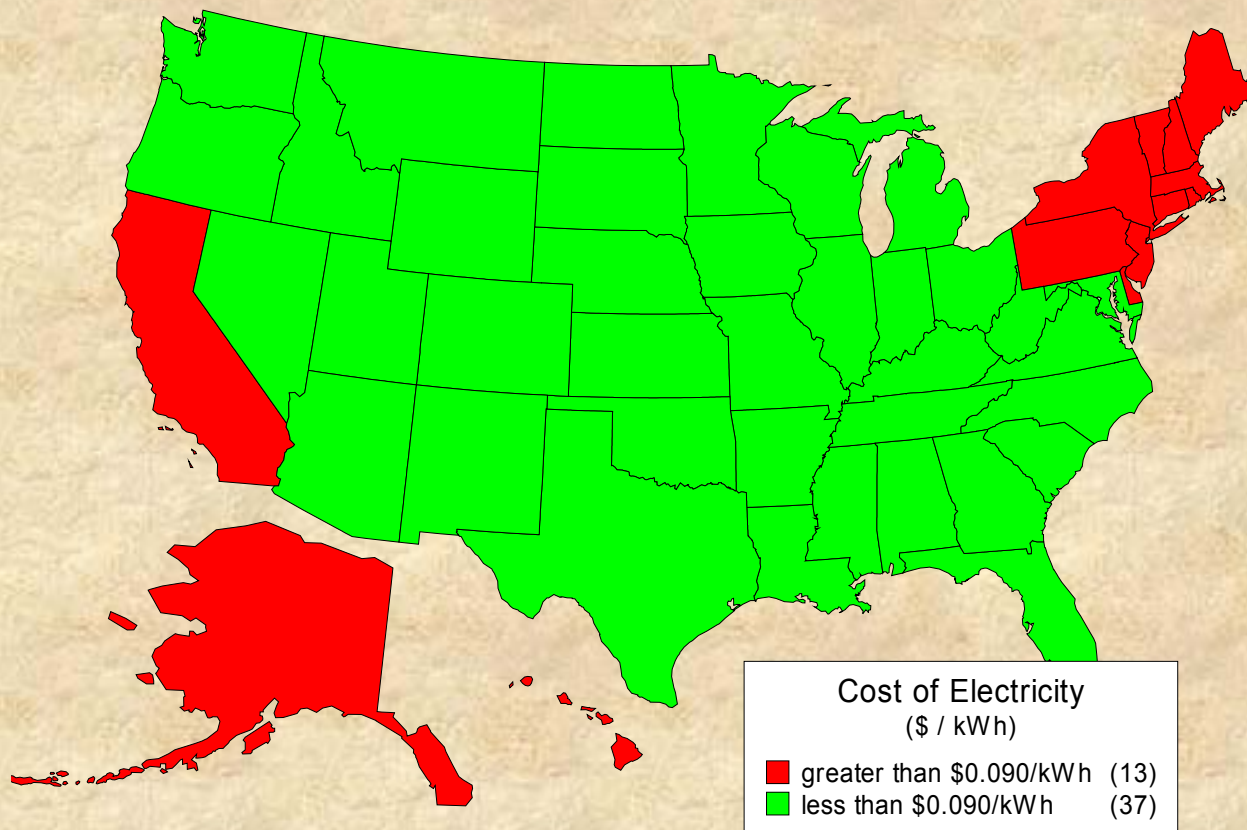 Cost of Electricity
($ / kWh)
greater than $0.090/kWh (13)
less than $0.090/kWh (37)